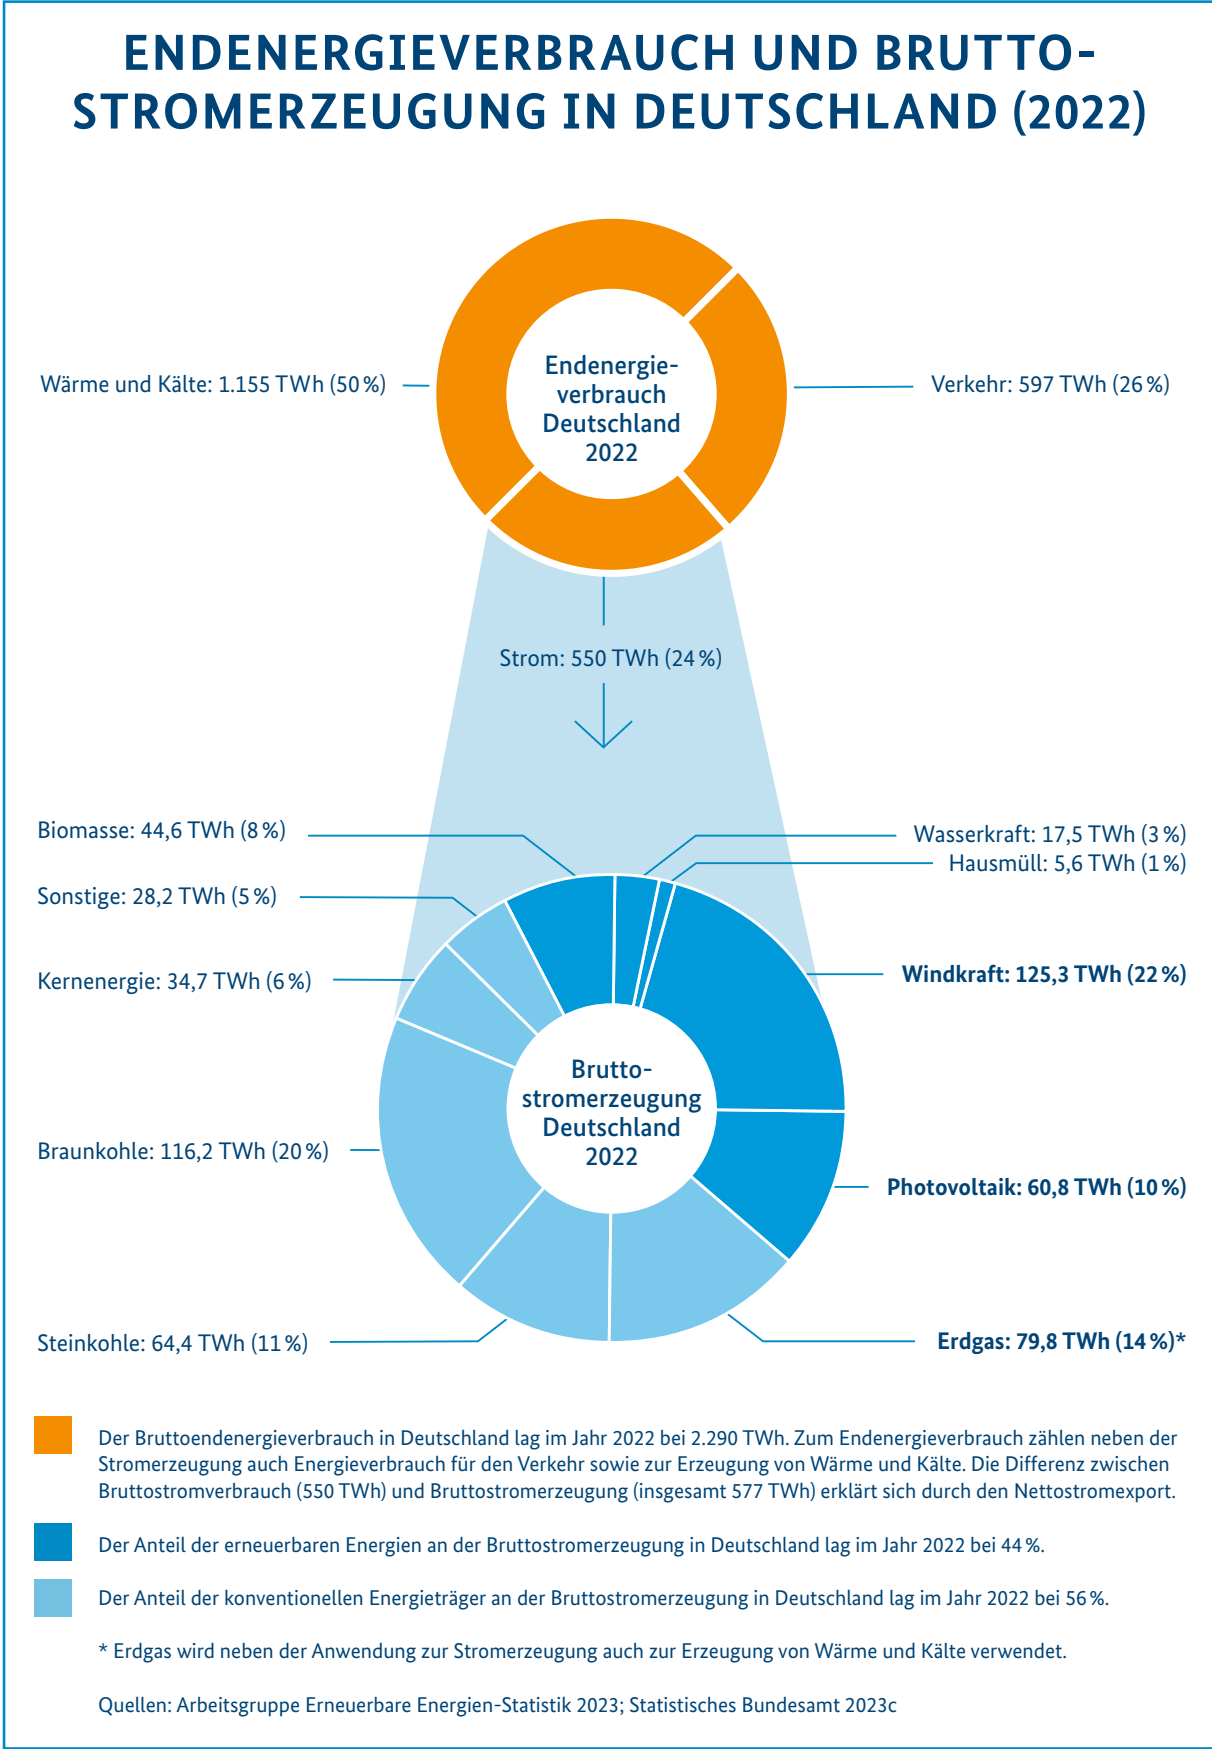 ENDENERGIEVERBRAUCH UND BRUTTO-
STROMERZEUGUNG IN DEUTSCHLAND (2022)
Endenergie-
verbrauch
Deutschland
2022
Wärme und Kälte: 1.155 TWh (50 %)
Verkehr: 597 TWh (26 %)
Strom: 550 TWh (24 %)
Biomasse: 44,6 TWh (8 %)
Wasserkraft: 17,5 TWh (3 %)
Hausmüll: 5,6 TWh (1 %)
Sonstige: 28,2 TWh (5 %)
Kernenergie: 34,7 TWh (6 %)
Windkraft: 125,3 TWh (22 %)
Brutto-
stromerzeugung
Deutschland
2022
Braunkohle: 116,2 TWh (20 %)
Photovoltaik: 60,8 TWh (10 %)
Steinkohle: 64,4 TWh (11 %)
Erdgas: 79,8 TWh (14 %)*
Der Bruttoendenergieverbrauch in Deutschland lag im Jahr 2022 bei 2.290 TWh. Zum Endenergieverbrauch zählen neben der
Stromerzeugung auch Energieverbrauch für den Verkehr sowie zur Erzeugung von Wärme und Kälte. Die Differenz zwischen
Bruttostromverbrauch (550 TWh) und Bruttostromerzeugung (insgesamt 577 TWh) erklärt sich durch den Nettostromexport.
Der Anteil der erneuerbaren Energien an der Bruttostromerzeugung in Deutschland lag im Jahr 2022 bei 44 %.
Der Anteil der konventionellen Energieträger an der Bruttostromerzeugung in Deutschland lag im Jahr 2022 bei 56 %.
* Erdgas wird neben der Anwendung zur Stromerzeugung auch zur Erzeugung von Wärme und Kälte verwendet.
Quellen: Arbeitsgruppe Erneuerbare Energien-Statistik 2023; Statistisches Bundesamt 2023c